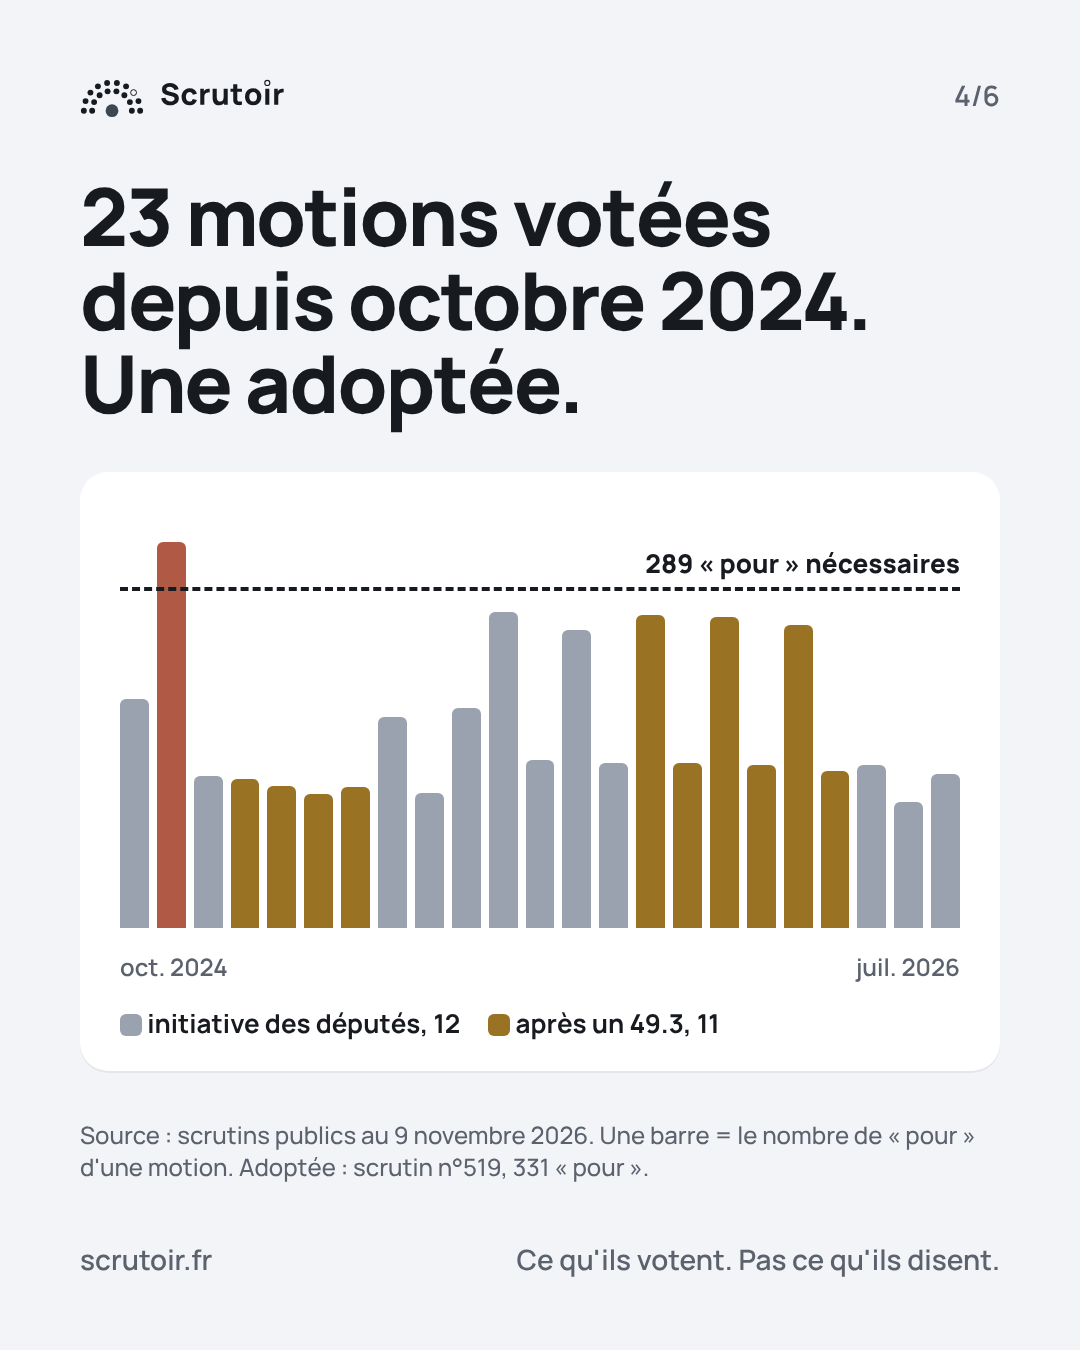 Scrutoir
4/6
23 motions votées
depuis octobre 2024.
Une adoptée.
289 « pour » nécessaires
oct. 2024
juil. 2026
initiative des députés, 12
après un 49.3, 11
Source : scrutins publics au 9 novembre 2026. Une barre = le nombre de « pour »
d'une motion. Adoptée : scrutin n°519, 331 « pour ».
scrutoir.fr
Ce qu'ils votent. Pas ce qu'ils disent.